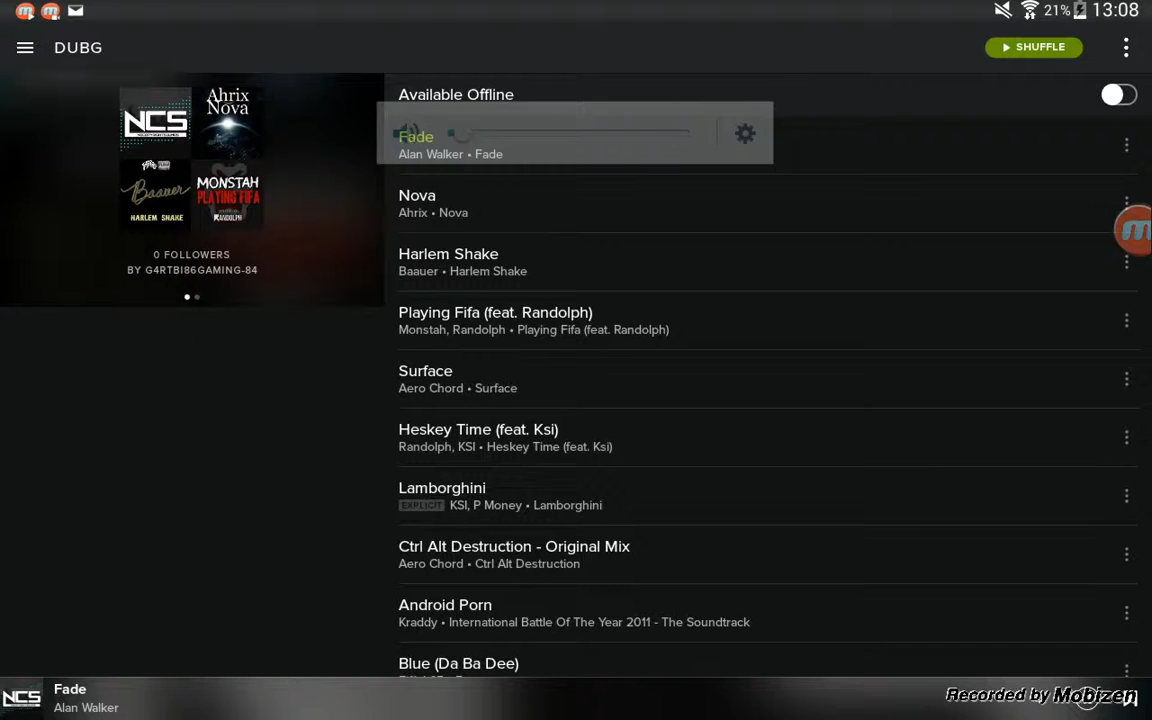 21% 13:08
DUBG
SHUFFLE
NCS
Ahrix
Nova
Baauer
HARLEM SHAKE
MONSTAH
PLAYING FIFA
RANDOLPH
0 FOLLOWERS
BY G4RTBI86GAMING-84
Available Offline
Fade
Alan Walker • Fade
Nova
Ahrix • Nova
Harlem Shake
Baauer • Harlem Shake
Playing Fifa (feat. Randolph)
Monstah, Randolph • Playing Fifa (feat. Randolph)
Surface
Aero Chord • Surface
Heskey Time (feat. Ksi)
Randolph, KSI • Heskey Time (feat. Ksi)
Lamborghini
EXPLICIT KSI, P Money • Lamborghini
Ctrl Alt Destruction - Original Mix
Aero Chord • Ctrl Alt Destruction
Android Porn
Kraddy • International Battle Of The Year 2011 - The Soundtrack
Blue (Da Ba Dee)
NCS
Fade
Alan Walker
Recorded by Mobizen